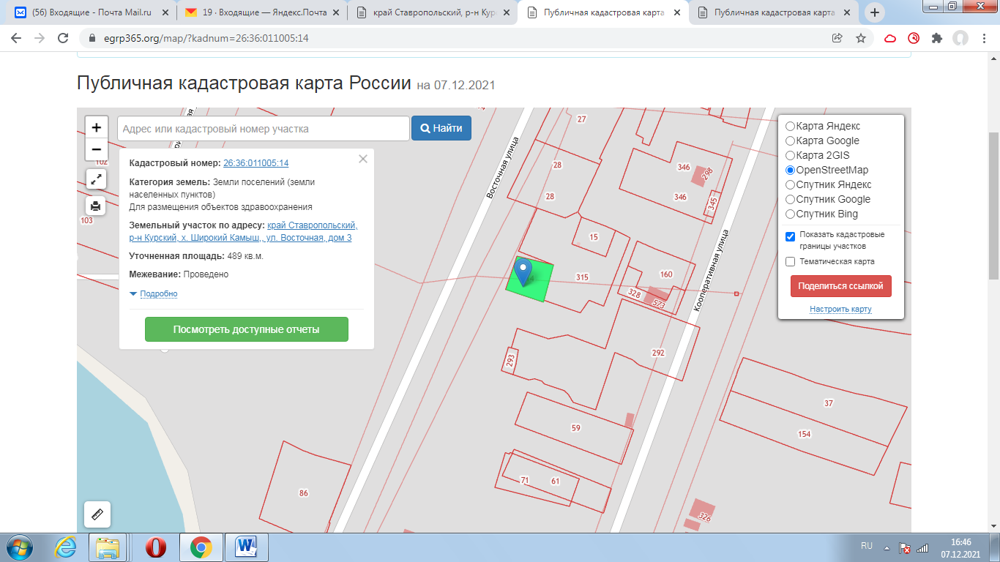 (56) Входящие - Почта Mail.ru
19 · Входящие — Яндекс.Почта
край Ставропольский, р-н Кур
Публичная кадастровая карта
Публичная кадастровая карта
egrp365.org/map/?kadnum=26:36:011005:14
Публичная кадастровая карта России на 07.12.2021
+
−
Адрес или кадастровый номер участка
Найти
Кадастровый номер: 26:36:011005:14
Категория земель: Земли поселений (земли
населенных пунктов)
Для размещения объектов здравоохранения
Земельный участок по адресу: край Ставропольский,
р-н Курский, х. Широкий Камыш,, ул. Восточная, дом 3
Уточненная площадь: 489 кв.м.
Межевание: Проведено
Подробно
Посмотреть доступные отчеты
Карта Яндекс
Карта Google
Карта 2GIS
OpenStreetMap
Спутник Яндекс
Спутник Google
Спутник Bing
Показать кадастровые
границы участков
Тематическая карта
Поделиться ссылкой
Настроить карту
102
103
27
28
28
Восточная улица
346
298
346
345
15
315
160
328
573
Кооперативная улица
292
293
59
71
61
86
37
154
326
RU
16:46
07.12.2021